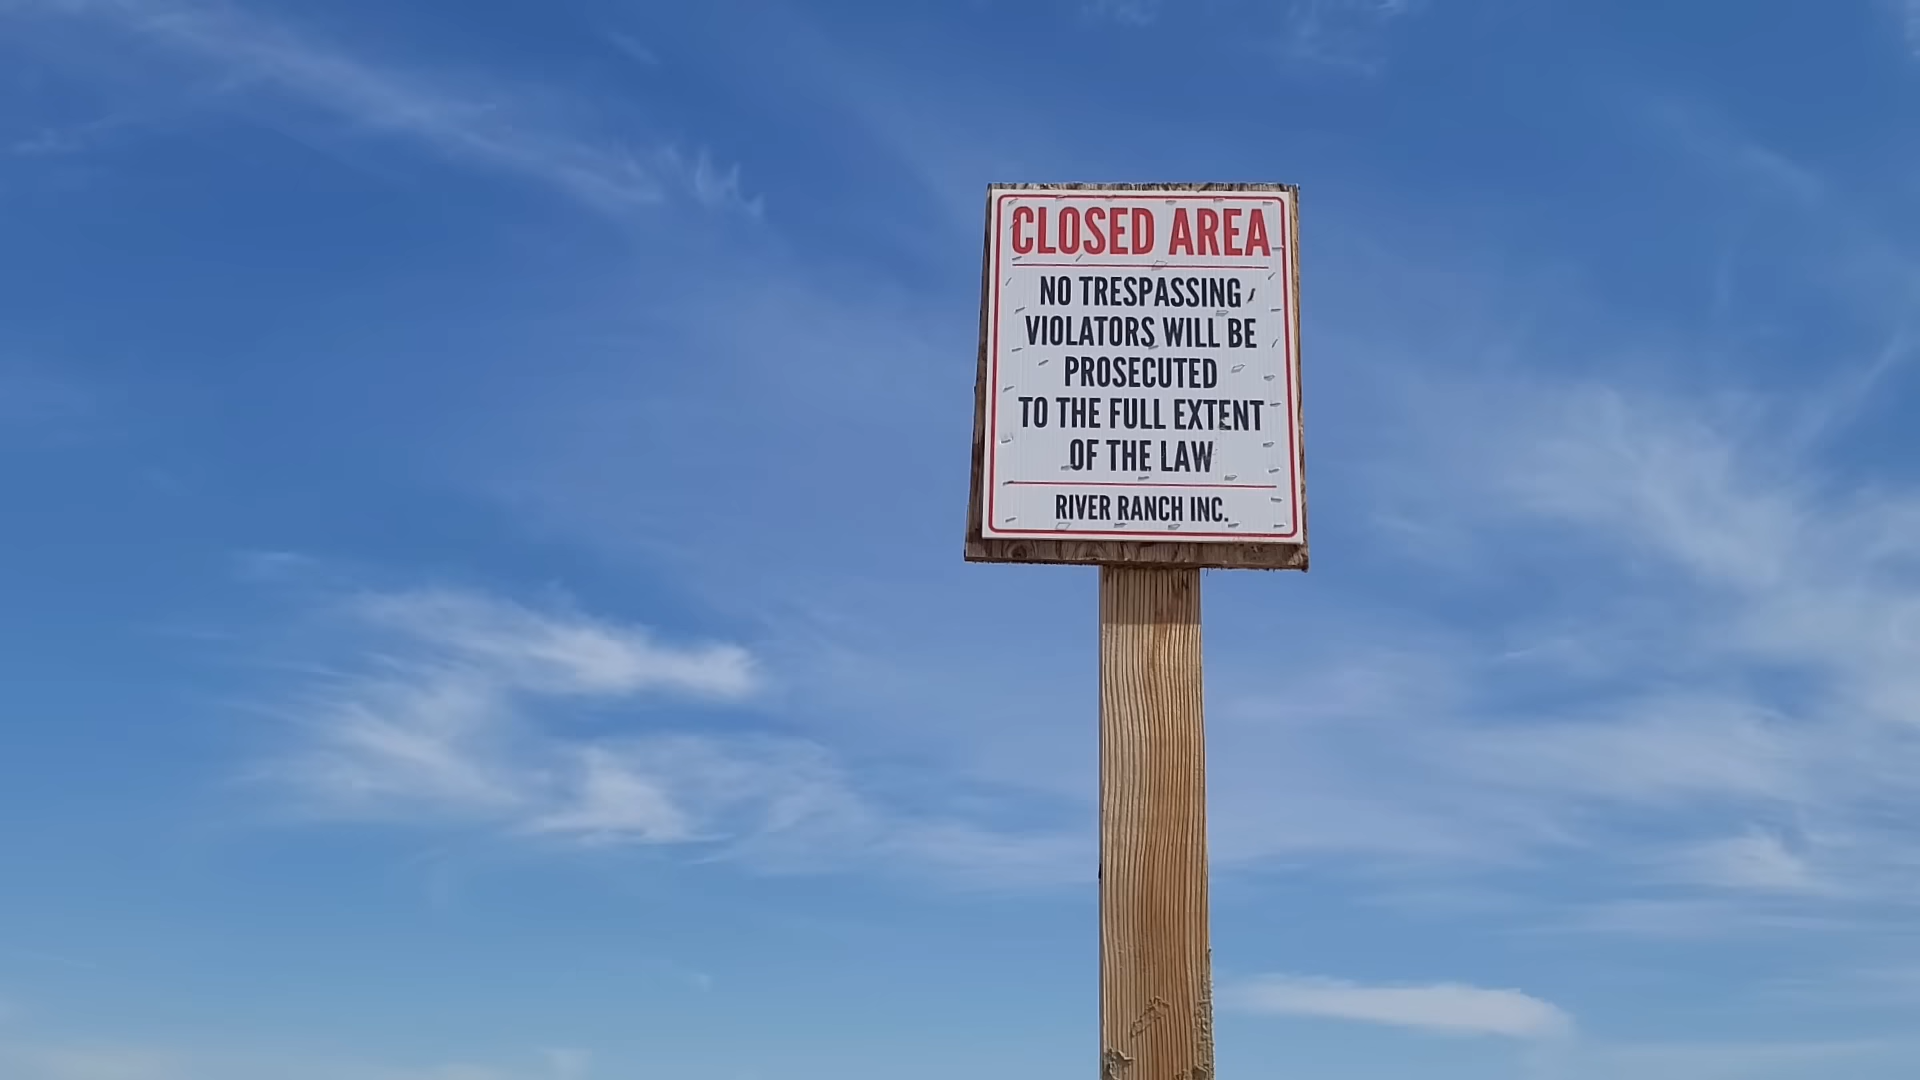 CLOSED AREA
NO TRESPASSING
VIOLATORS WILL BE
PROSECUTED
TO THE FULL EXTENT
OF THE LAW
RIVER RANCH INC.